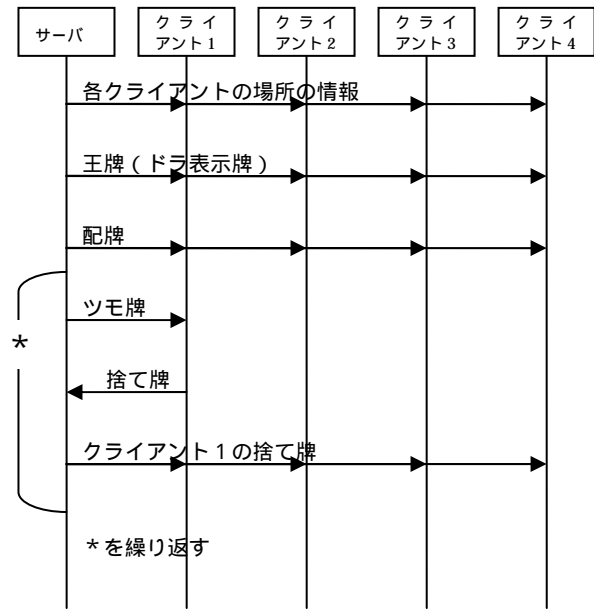 サーバ
クライ
アント1
クライ
アント2
クライ
アント3
クライ
アント4
各クライアントの場所の情報
王牌(ドラ表示牌)
配牌
ツモ牌
*
捨て牌
クライアント1の捨て牌
*を繰り返す